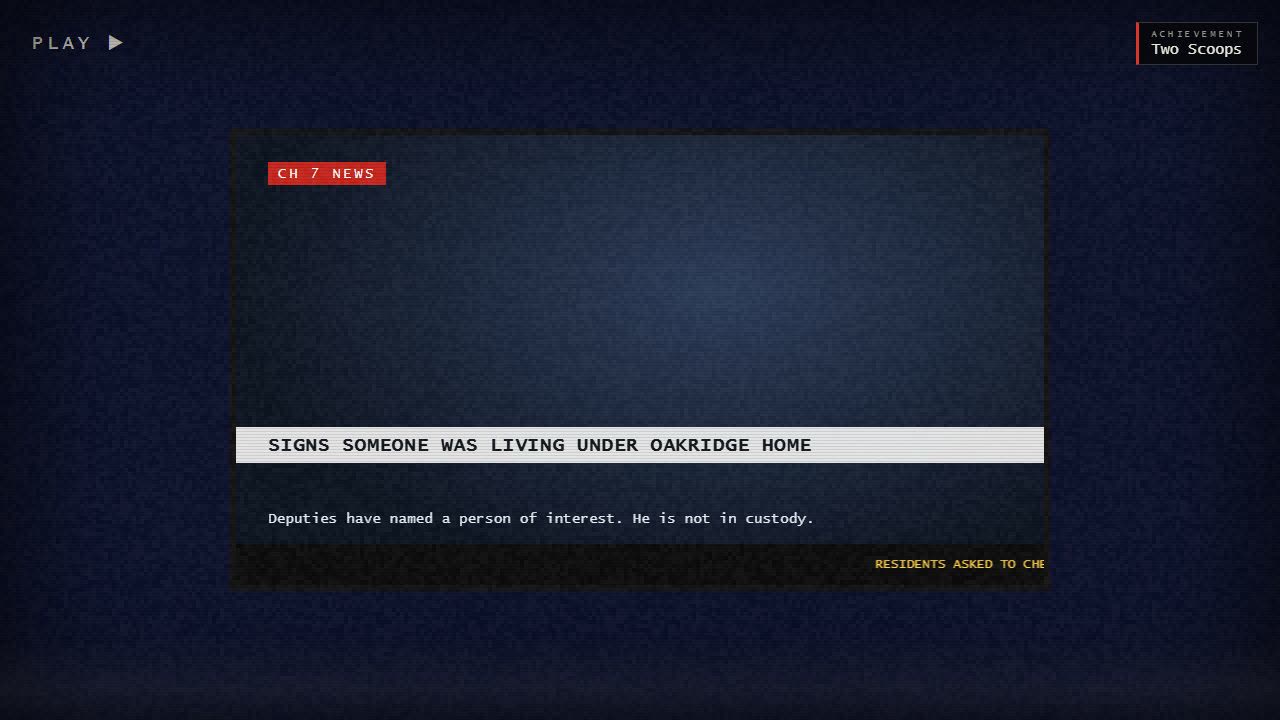 PLAY ▶
ACHIEVEMENT
Two Scoops
CH 7 NEWS
SIGNS SOMEONE WAS LIVING UNDER OAKRIDGE HOME
Deputies have named a person of interest. He is not in custody.
RESIDENTS ASKED TO CHE